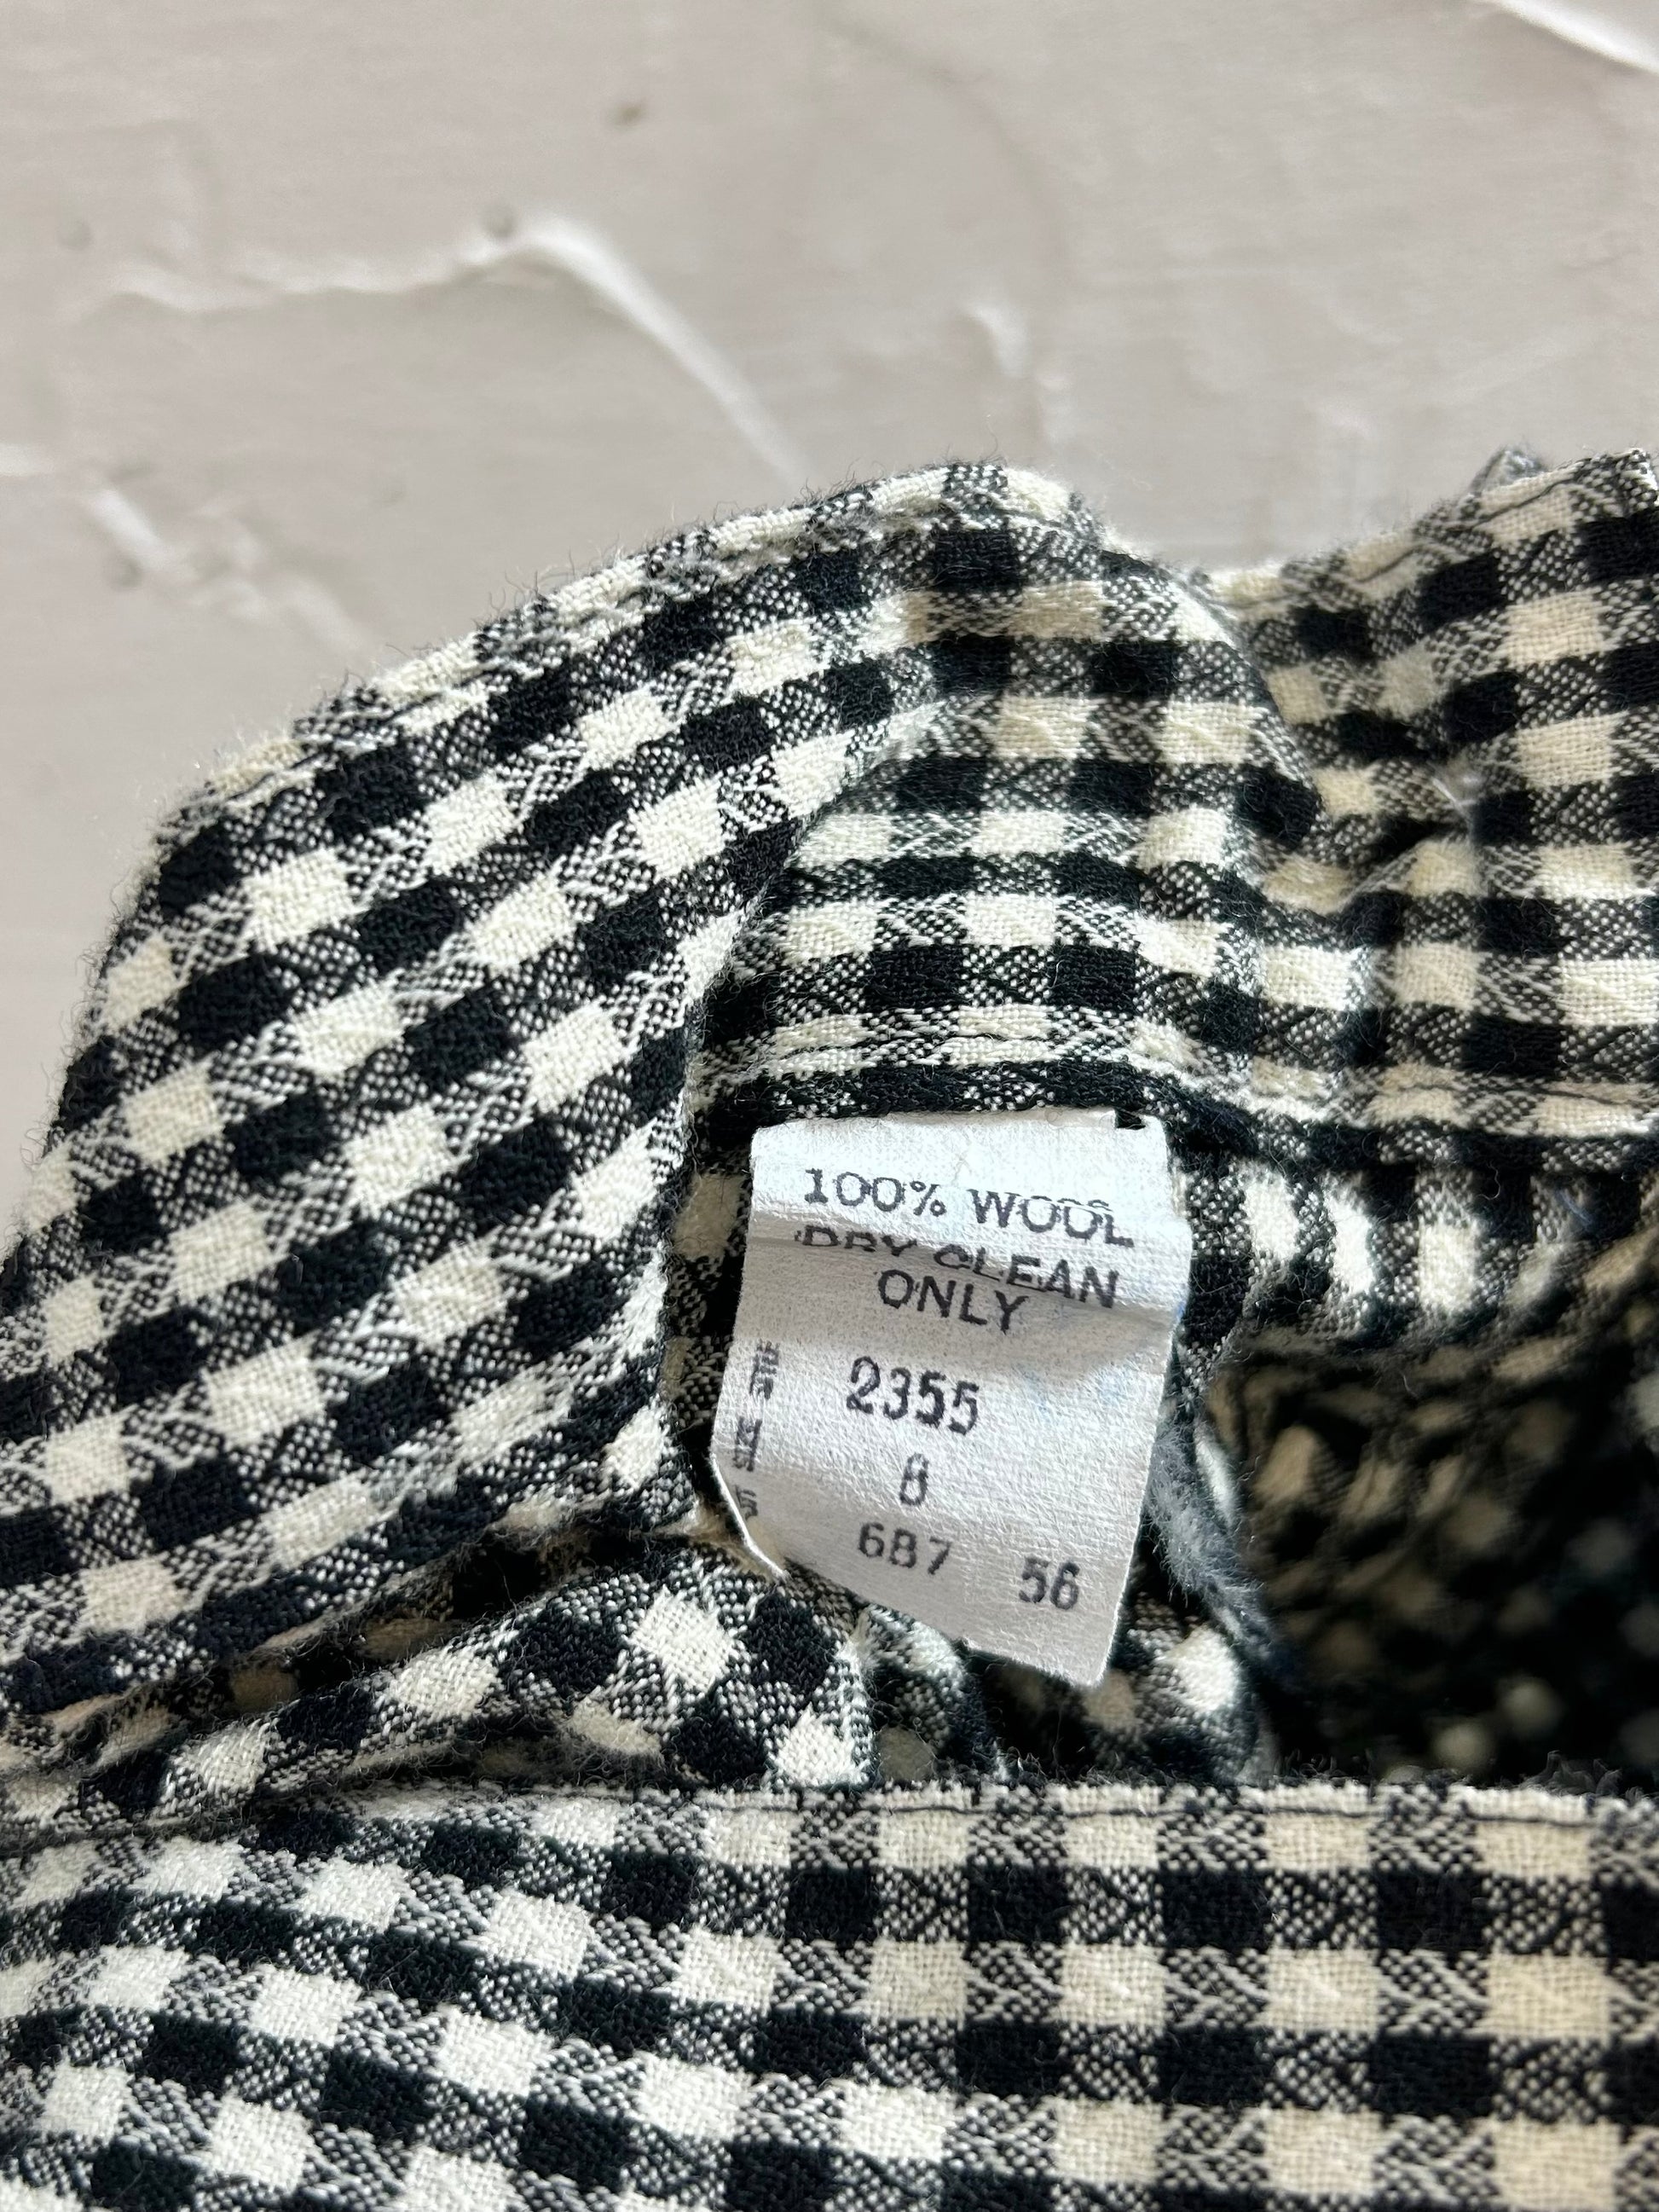 100% WOOL
DRY CLEAN
ONLY
2355
8
687 56